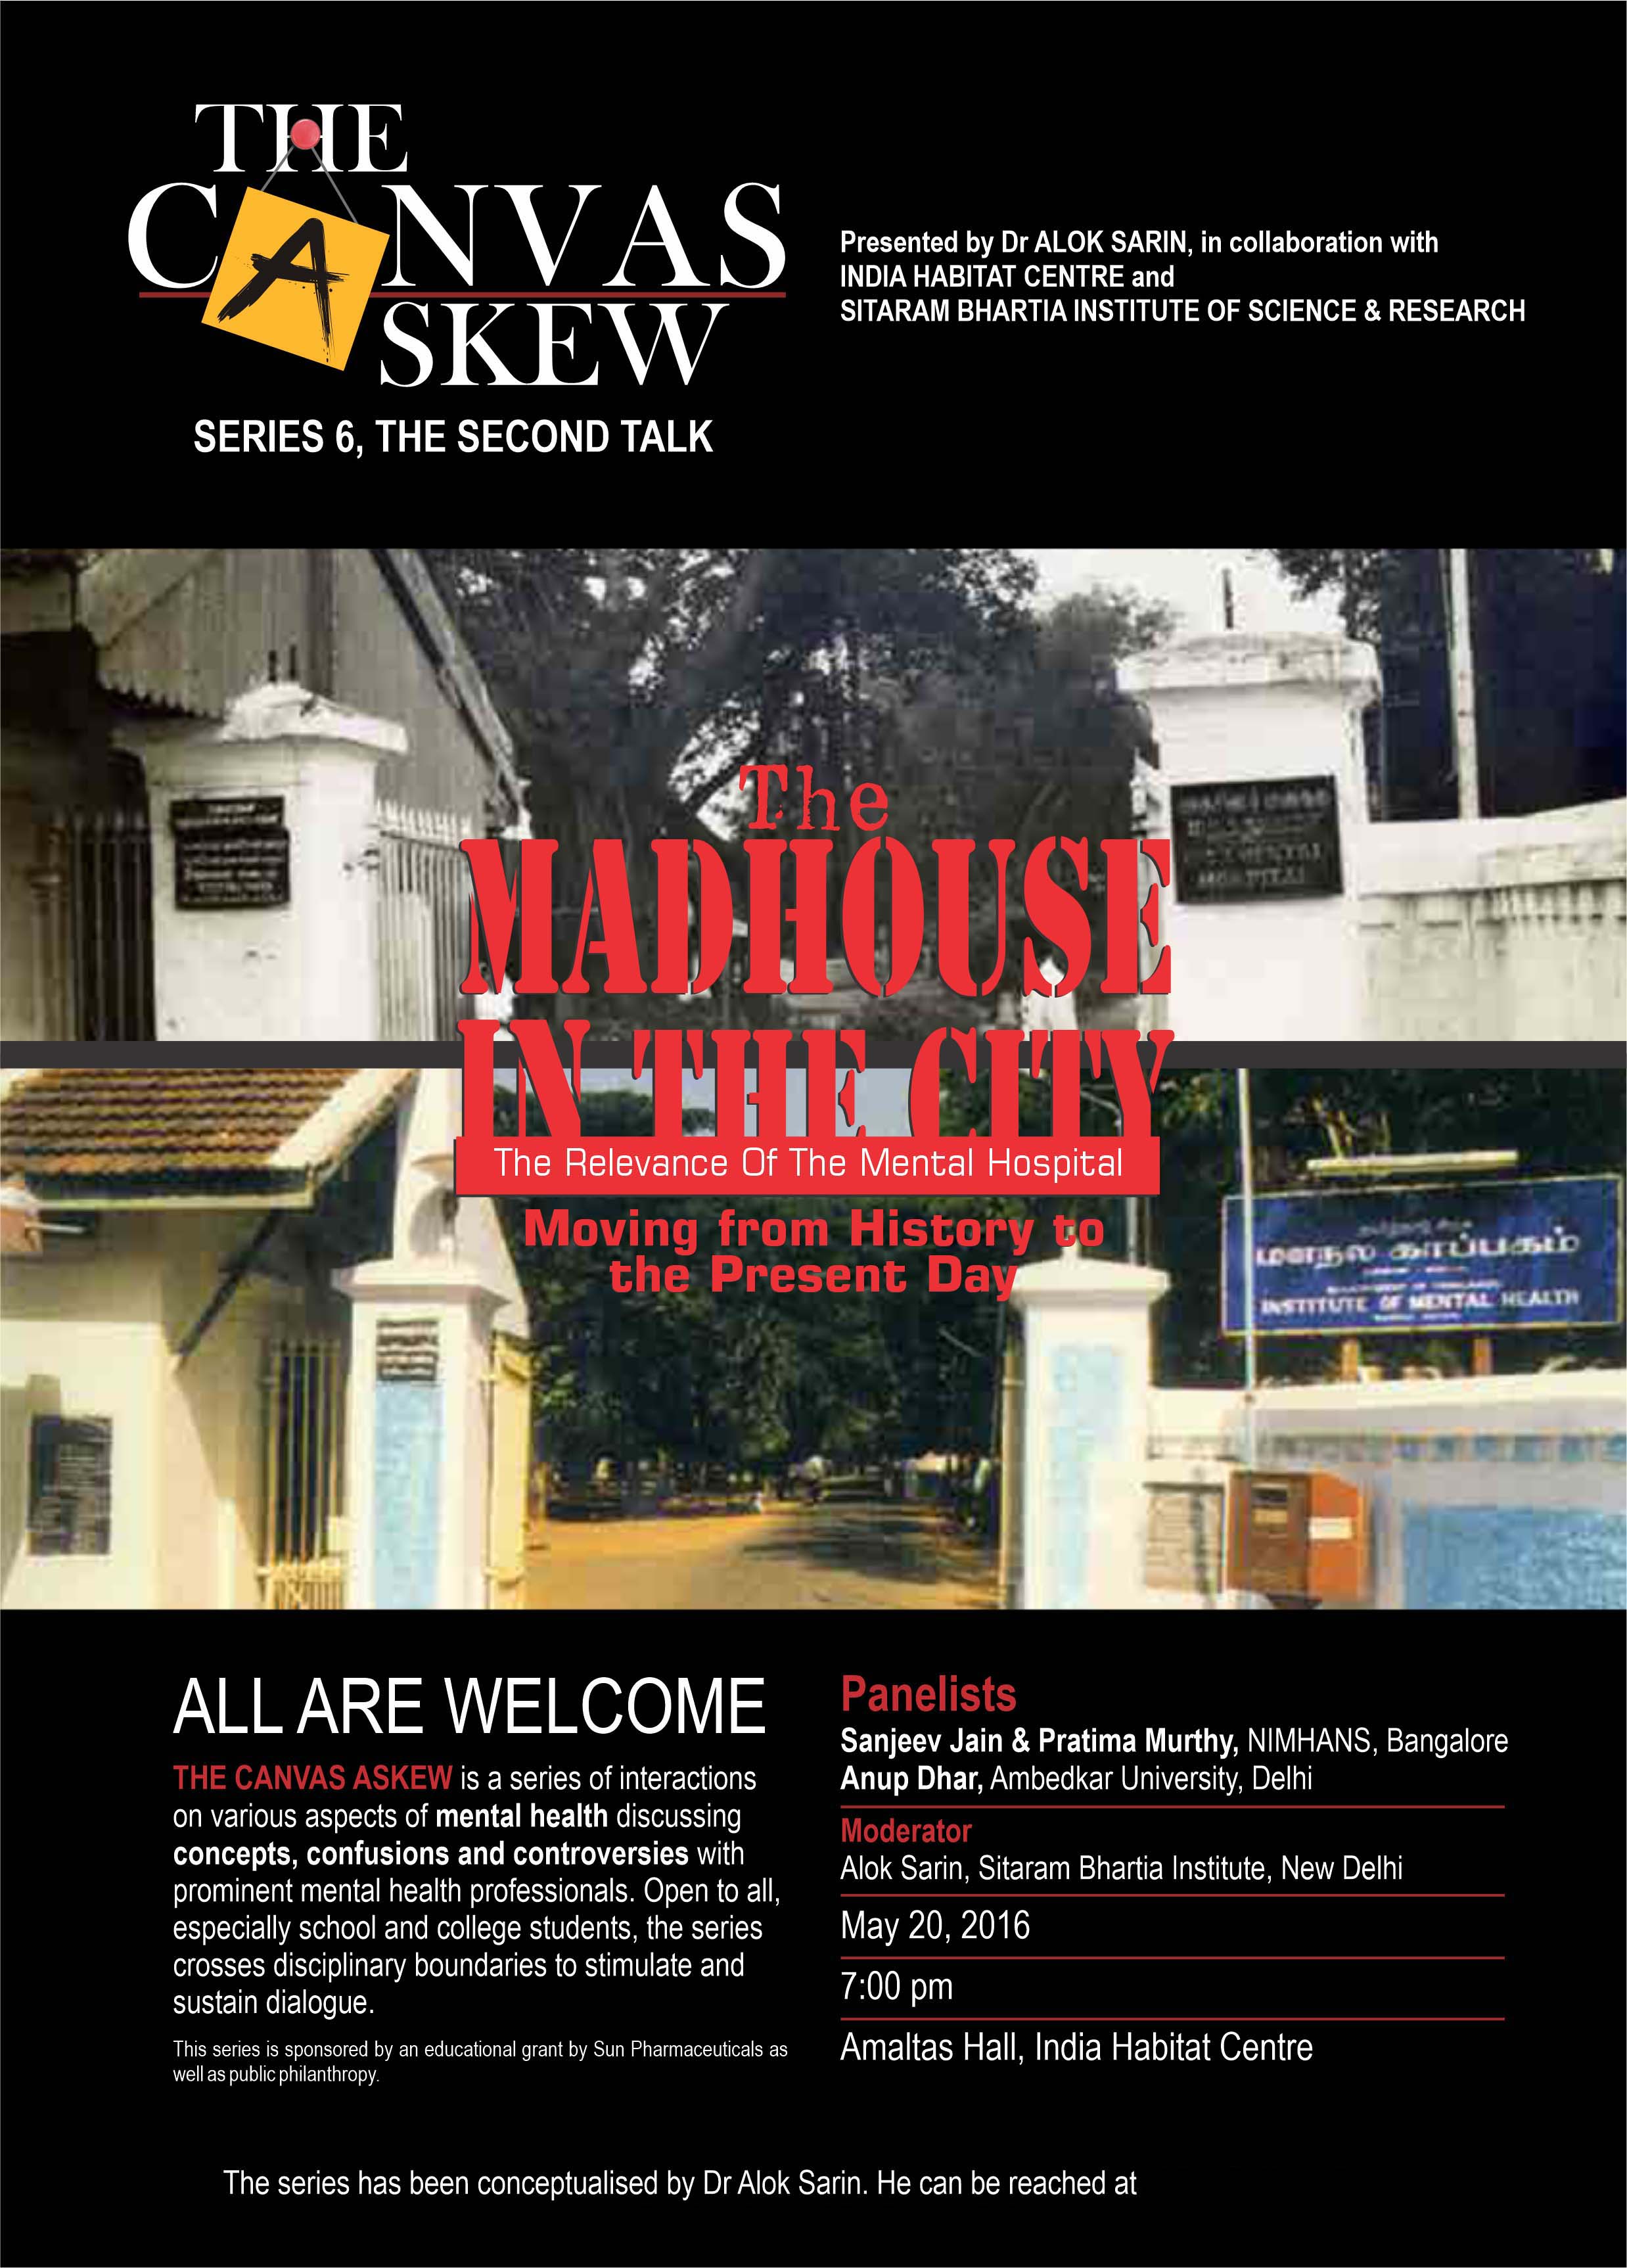 THE
CANVAS
ASKEW
SERIES 6, THE SECOND TALK
Presented by Dr ALOK SARIN, in collaboration with
INDIA HABITAT CENTRE and
SITARAM BHARTIA INSTITUTE OF SCIENCE & RESEARCH
The
MADHOUSE
IN THE CITY
The Relevance Of The Mental Hospital
Moving from History to
the Present Day
மனநல காப்பகம்
INSTITUTE OF MENTAL HEALTH
ALL ARE WELCOME
THE CANVAS ASKEW is a series of interactions
on various aspects of mental health discussing
concepts, confusions and controversies with
prominent mental health professionals. Open to all,
especially school and college students, the series
crosses disciplinary boundaries to stimulate and
sustain dialogue.
This series is sponsored by an educational grant by Sun Pharmaceuticals as
well as public philanthropy.
Panelists
Sanjeev Jain & Pratima Murthy, NIMHANS, Bangalore
Anup Dhar, Ambedkar University, Delhi
Moderator
Alok Sarin, Sitaram Bhartia Institute, New Delhi
May 20, 2016
7:00 pm
Amaltas Hall, India Habitat Centre
The series has been conceptualised by Dr Alok Sarin. He can be reached at